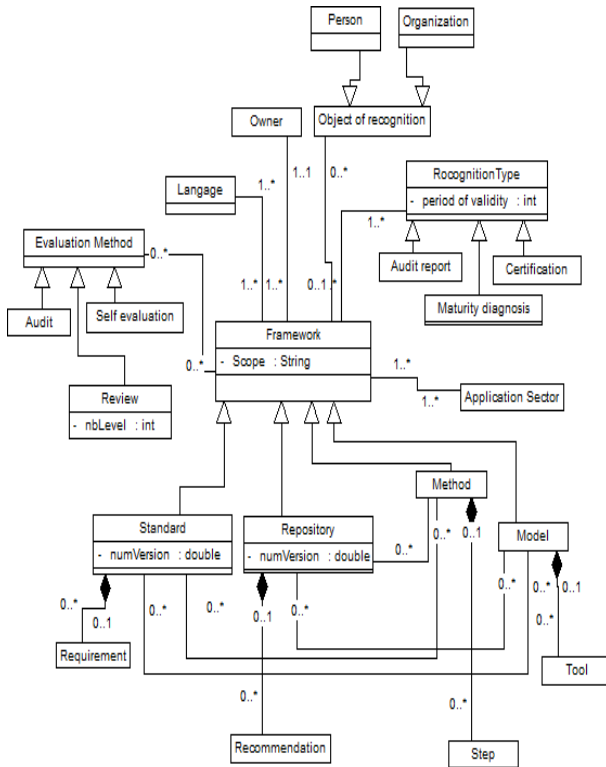 Person
Organization
Owner
Object of recognition
1..1
0..*
RocognitionType
- period of validity : int
Langage
1..*
1..*
Evaluation Method
0..*
Audit report
Certification
Maturity diagnosis
Audit
Self evaluation
1..*
1..*
0..1
.*
Framework
- Scope : String
0..*
1..*
1..*
Application Sector
Review
- nbLevel : int
Method
Standard
- numVersion : double
Repository
- numVersion : double
0..*
0..*
0..1
Model
0..*
0..1
0..*
0..1
0..*
0..*
0..1
0..*
0..*
0..*
Requirement
Tool
0..*
0..*
Recommendation
Step